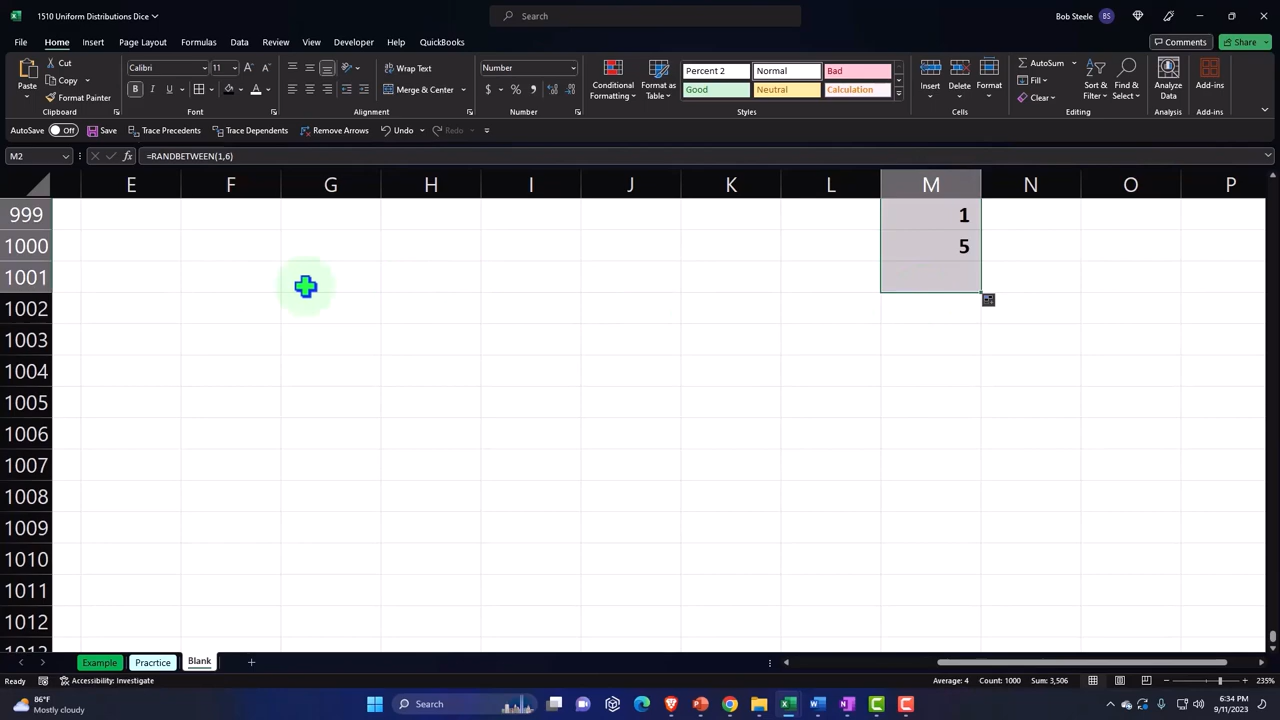 1510 Uniform Distributions Dice
Search
Bob Steele BS
File Home Insert Page Layout Formulas Data Review View Developer Help QuickBooks
Comments Share
Paste
Cut
Copy
Format Painter
Clipboard
Calibri 11
B I U
Font
Wrap Text
Merge & Center
Alignment
Number
$ % 9
Number
Conditional Formatting
Format as Table
Percent 2 Normal Bad
Good Neutral Calculation
Styles
Insert Delete Format
Cells
AutoSum
Fill
Clear
Sort & Filter
Find & Select
Editing
Analyze Data
Analysis
Add-ins
Add-ins
AutoSave Off Save Trace Precedents Trace Dependents Remove Arrows Undo Redo
M2 fx =RANDBETWEEN(1,6)
E F G H I J K L M N O P
999 1
1000 5
1001
1002
1003
1004
1005
1006
1007
1008
1009
1010
1011
1012
1013
Example Pracrtice Blank
Ready Accessibility: Investigate Average: 4 Count: 1000 Sum: 3,506 235%
86°F
Mostly cloudy
Search
6:34 PM
9/11/2023